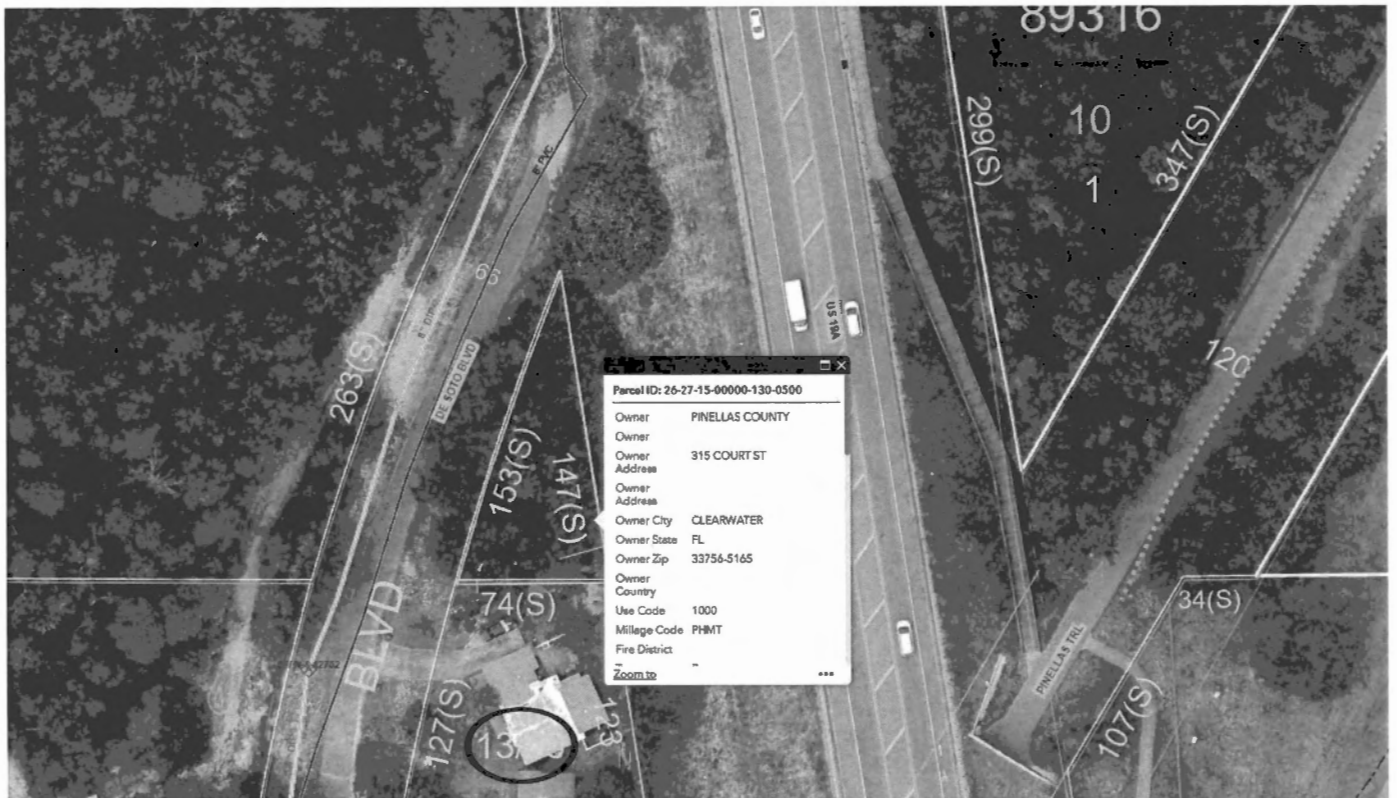 89316
299(S)
10
347(S)
1
8" PVC
66
US 19A
120
263(S)
DE SOTO BLVD
153(S)
147(S)
Parcel ID: 26-27-15-00000-130-0500
Owner PINELLAS COUNTY
Owner
Owner Address 315 COURT ST
Owner Address
Owner City CLEARWATER
Owner State FL
Owner Zip 33756-5165
Owner Country
Use Code 1000
Millage Code PHMT
Fire District
Zoom to
74(S)
34(S)
BLVD
PINELLAS TRL
127(S)
123
107(S)